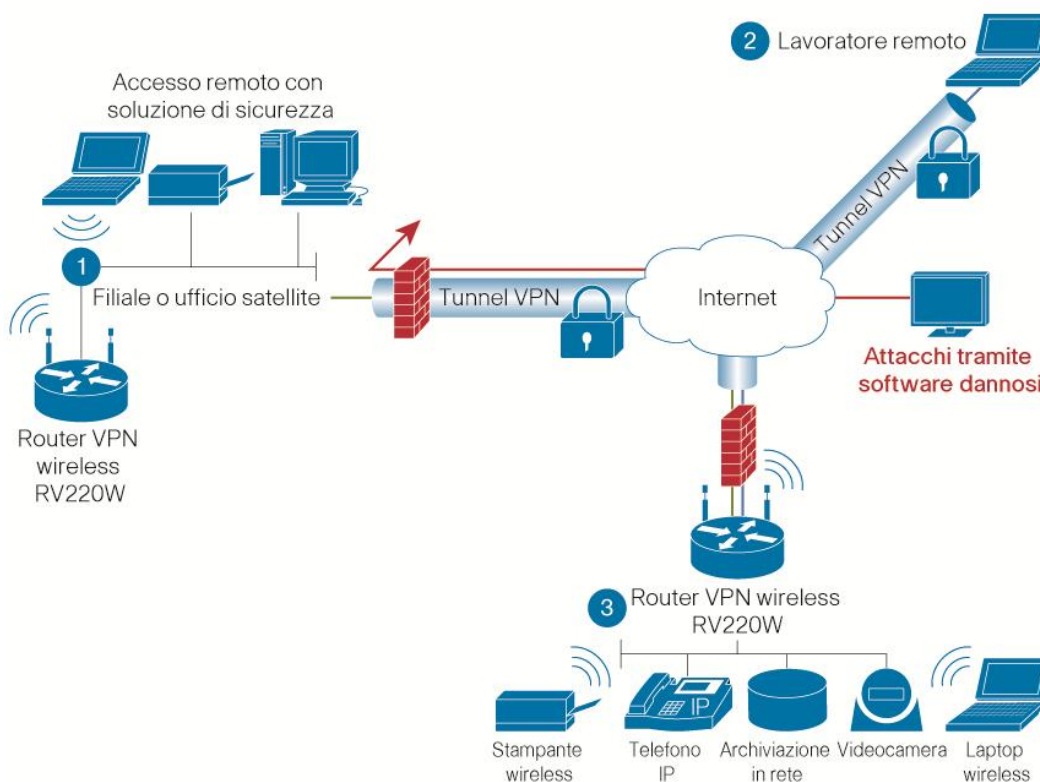 2 Lavoratore remoto
Accesso remoto con
soluzione di sicurezza
1
Filiale o ufficio satellite
Tunnel VPN
Tunnel VPN
Internet
Attacchi tramite
software dannosi
Router VPN
wireless
RV220W
3
Router VPN wireless
RV220W
IP
Stampante
wireless
Telefono
IP
Archiviazione
in rete
Videocamera
Laptop
wireless